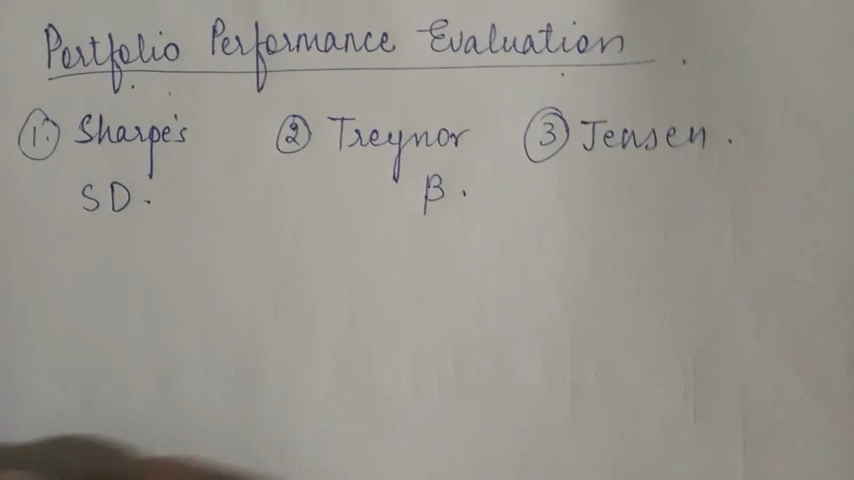 Portfolio Performance Evaluation .
① Sharpe's ② Treynor ③ Jensen .
SD. β .